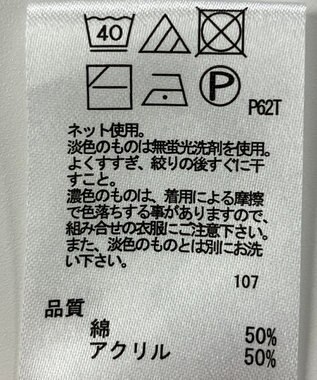 40
P
P62T
ネット使用。
淡色のものは無蛍光洗剤を使用。
よくすすぎ、絞りの後すぐに干
すこと。
濃色のものは、着用による摩擦
で色落ちする事がありますので、
組み合せの衣服にご注意下さい。
また、淡色のものとは別にお洗
い下さい。
107
品質
綿 50%
アクリル 50%